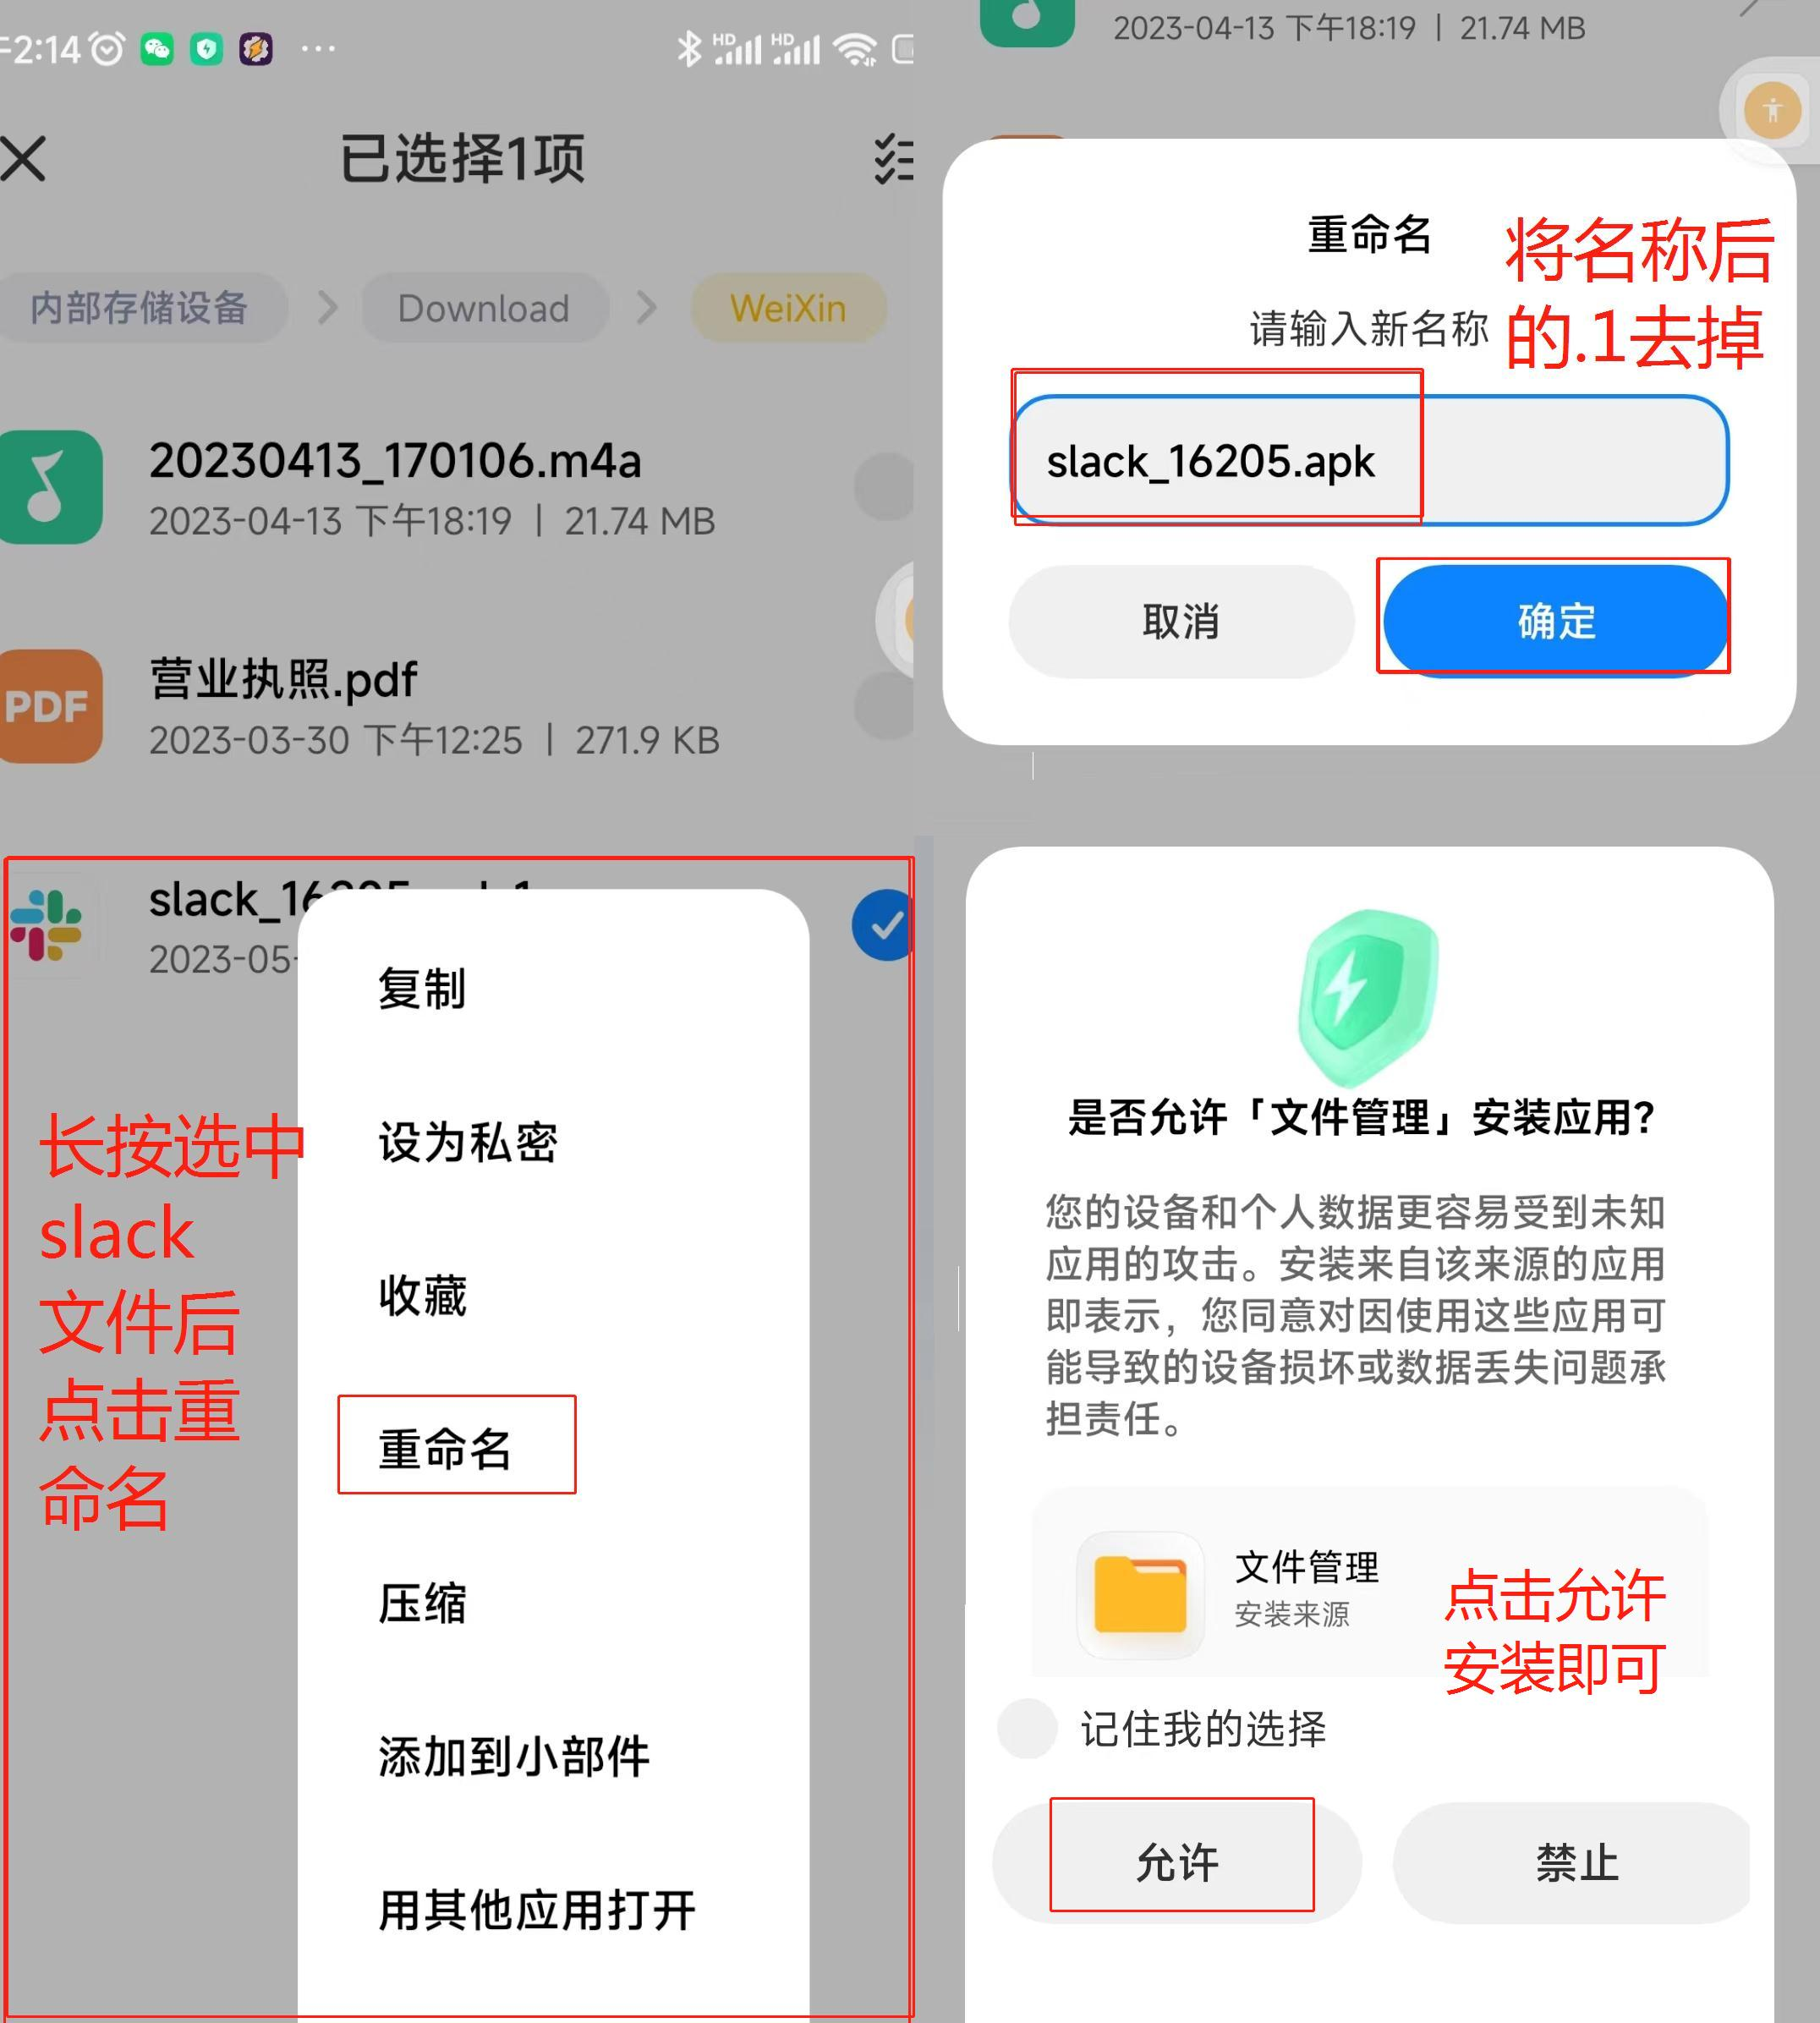 2:14
HD
HD
已选择1项
内部存储设备
Download
WeiXin
20230413_170106.m4a
2023-04-13 下午18:19 | 21.74 MB
PDF
营业执照.pdf
2023-03-30 下午12:25 | 271.9 KB
slack_16205.apk.1
2023-05-
复制
设为私密
收藏
重命名
压缩
添加到小部件
用其他应用打开
长按选中
slack
文件后
点击重
命名
2023-04-13 下午18:19 | 21.74 MB
重命名
请输入新名称
将名称后
的.1去掉
slack_16205.apk
取消
确定
是否允许「文件管理」安装应用?
您的设备和个人数据更容易受到未知
应用的攻击。安装来自该来源的应用
即表示，您同意对因使用这些应用可
能导致的设备损坏或数据丢失问题承
担责任。
文件管理
安装来源
点击允许
安装即可
记住我的选择
允许
禁止